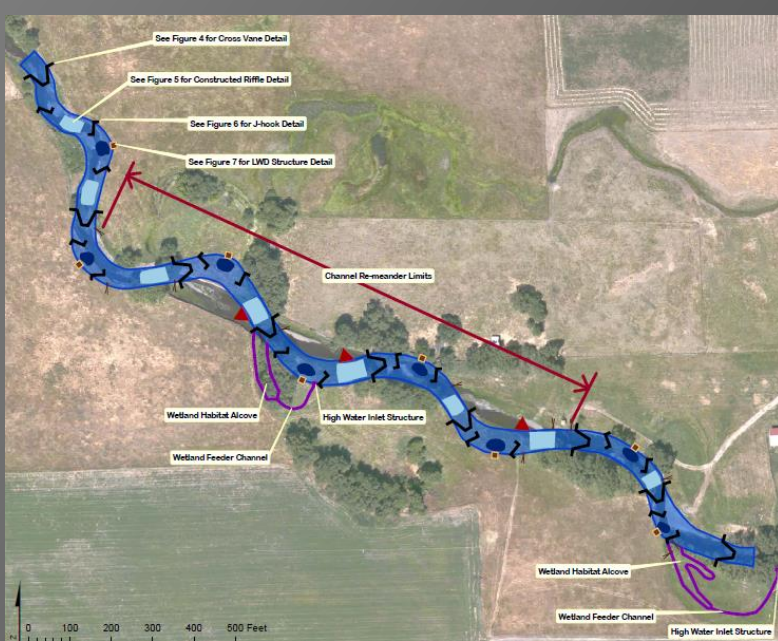 See Figure 4 for Cross Vane Detail
See Figure 5 for Constructed Riffle Detail
See Figure 6 for J-hook Detail
See Figure 7 for LWD Structure Detail
Channel Re-meander Limits
Wetland Habitat Alcove
High Water Inlet Structure
Wetland Feeder Channel
Wetland Habitat Alcove
Wetland Feeder Channel
High Water Inlet Structure
N
0 100 200 300 400 500 Feet